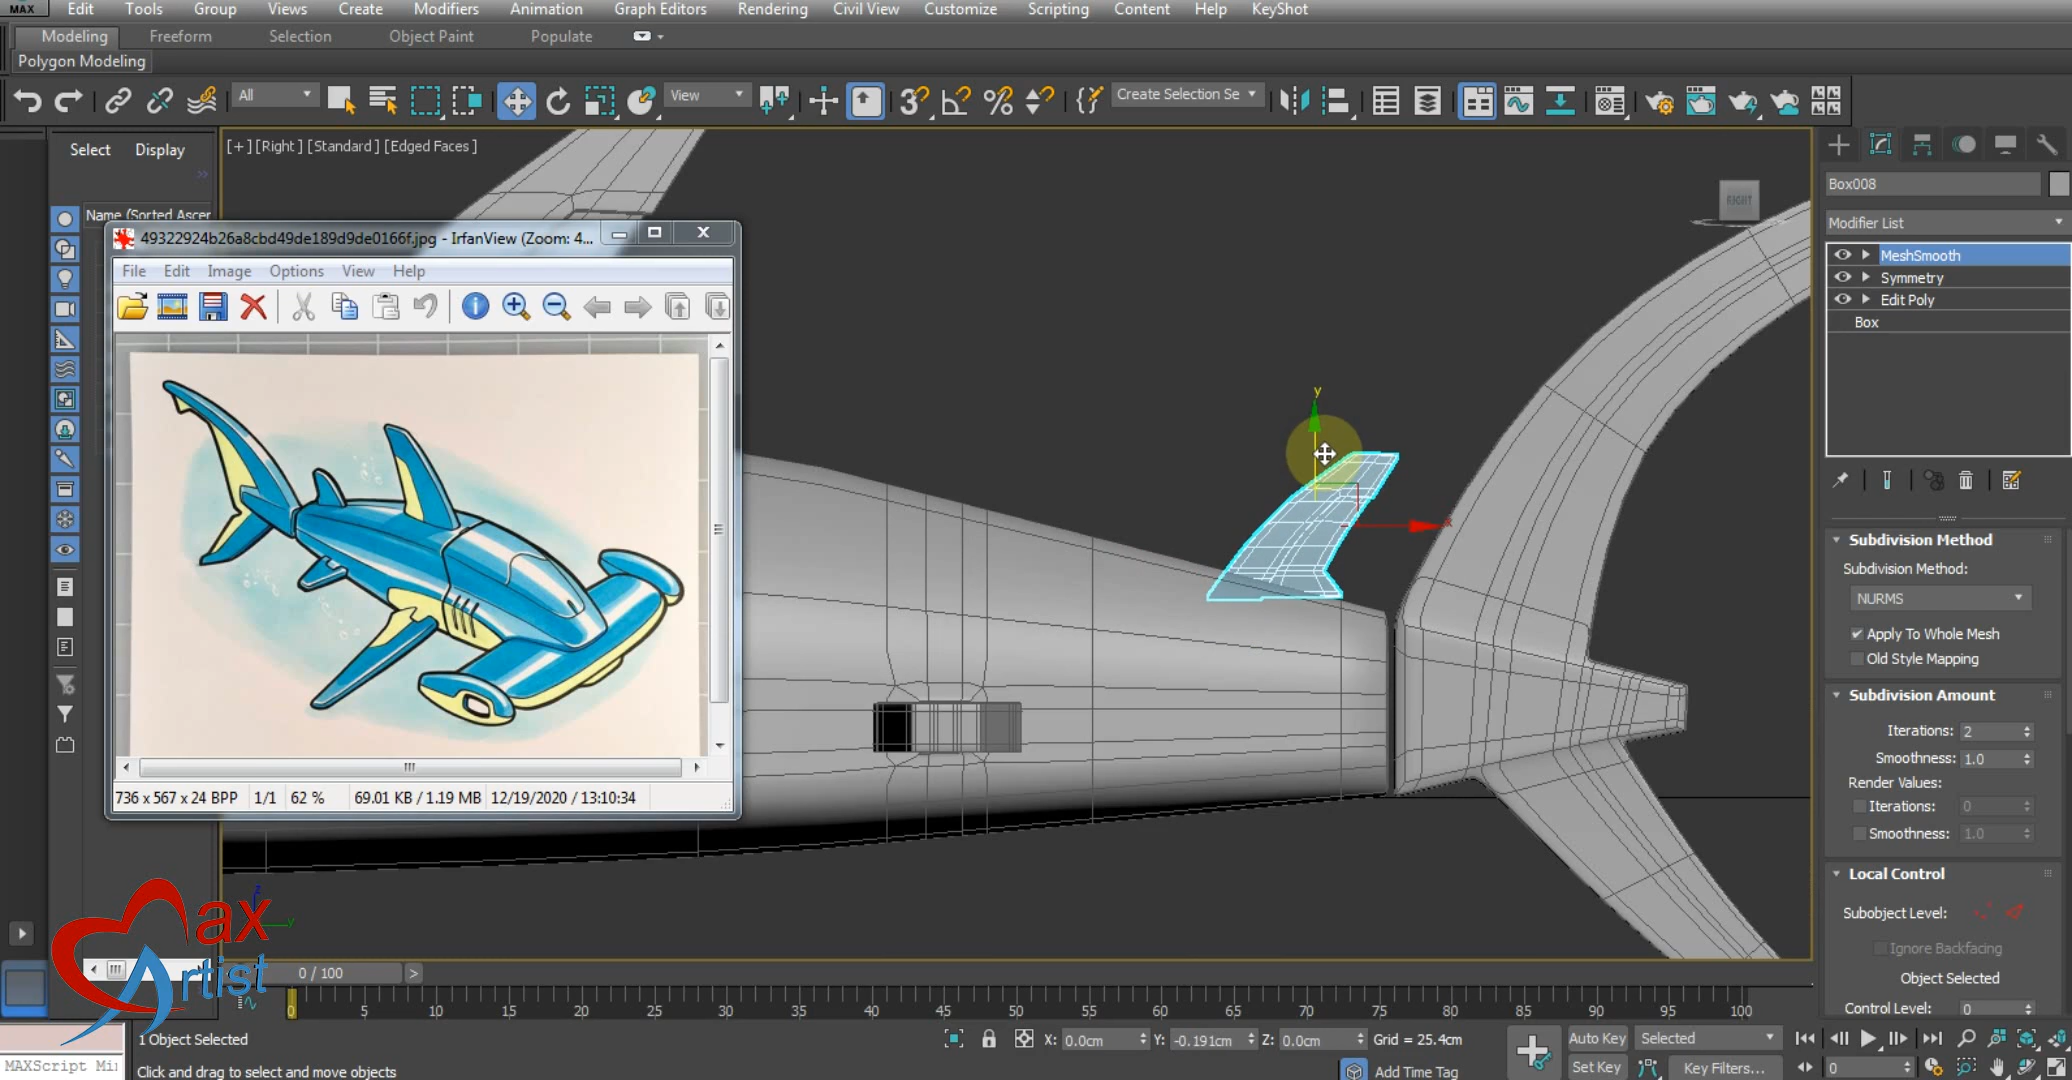 MAX Edit Tools Group Views Create Modifiers Animation Graph Editors Rendering Civil View Customize Scripting Content Help KeyShot
Modeling Freeform Selection Object Paint Populate
Polygon Modeling
All View Create Selection Se
Select Display
[+] [Right] [Standard] [Edged Faces]
Name (Sorted Ascer
49322924b26a8cbd49de189d9de0166f.jpg - IrfanView (Zoom: 4...
File Edit Image Options View Help
736 x 567 x 24 BPP 1/1 62 % 69.01 KB / 1.19 MB 12/19/2020 / 13:10:34
y
x
RIGHT
z
y
Box008
Modifier List
MeshSmooth
Symmetry
Edit Poly
Box
Subdivision Method
Subdivision Method:
NURMS
Apply To Whole Mesh
Old Style Mapping
Subdivision Amount
Iterations: 2
Smoothness: 1.0
Render Values:
Iterations: 0
Smoothness: 1.0
Local Control
Subobject Level:
Ignore Backfacing
Object Selected
Control Level: 0
Max
Artist
0 / 100 >
0 5 10 15 20 25 30 35 40 45 50 55 60 65 70 75 80 85 90 95 100
1 Object Selected X: 0.0cm Y: -0.191cm Z: 0.0cm Grid = 25.4cm Auto Key Selected
MAXScript Mi Click and drag to select and move objects Add Time Tag Set Key Key Filters... 0